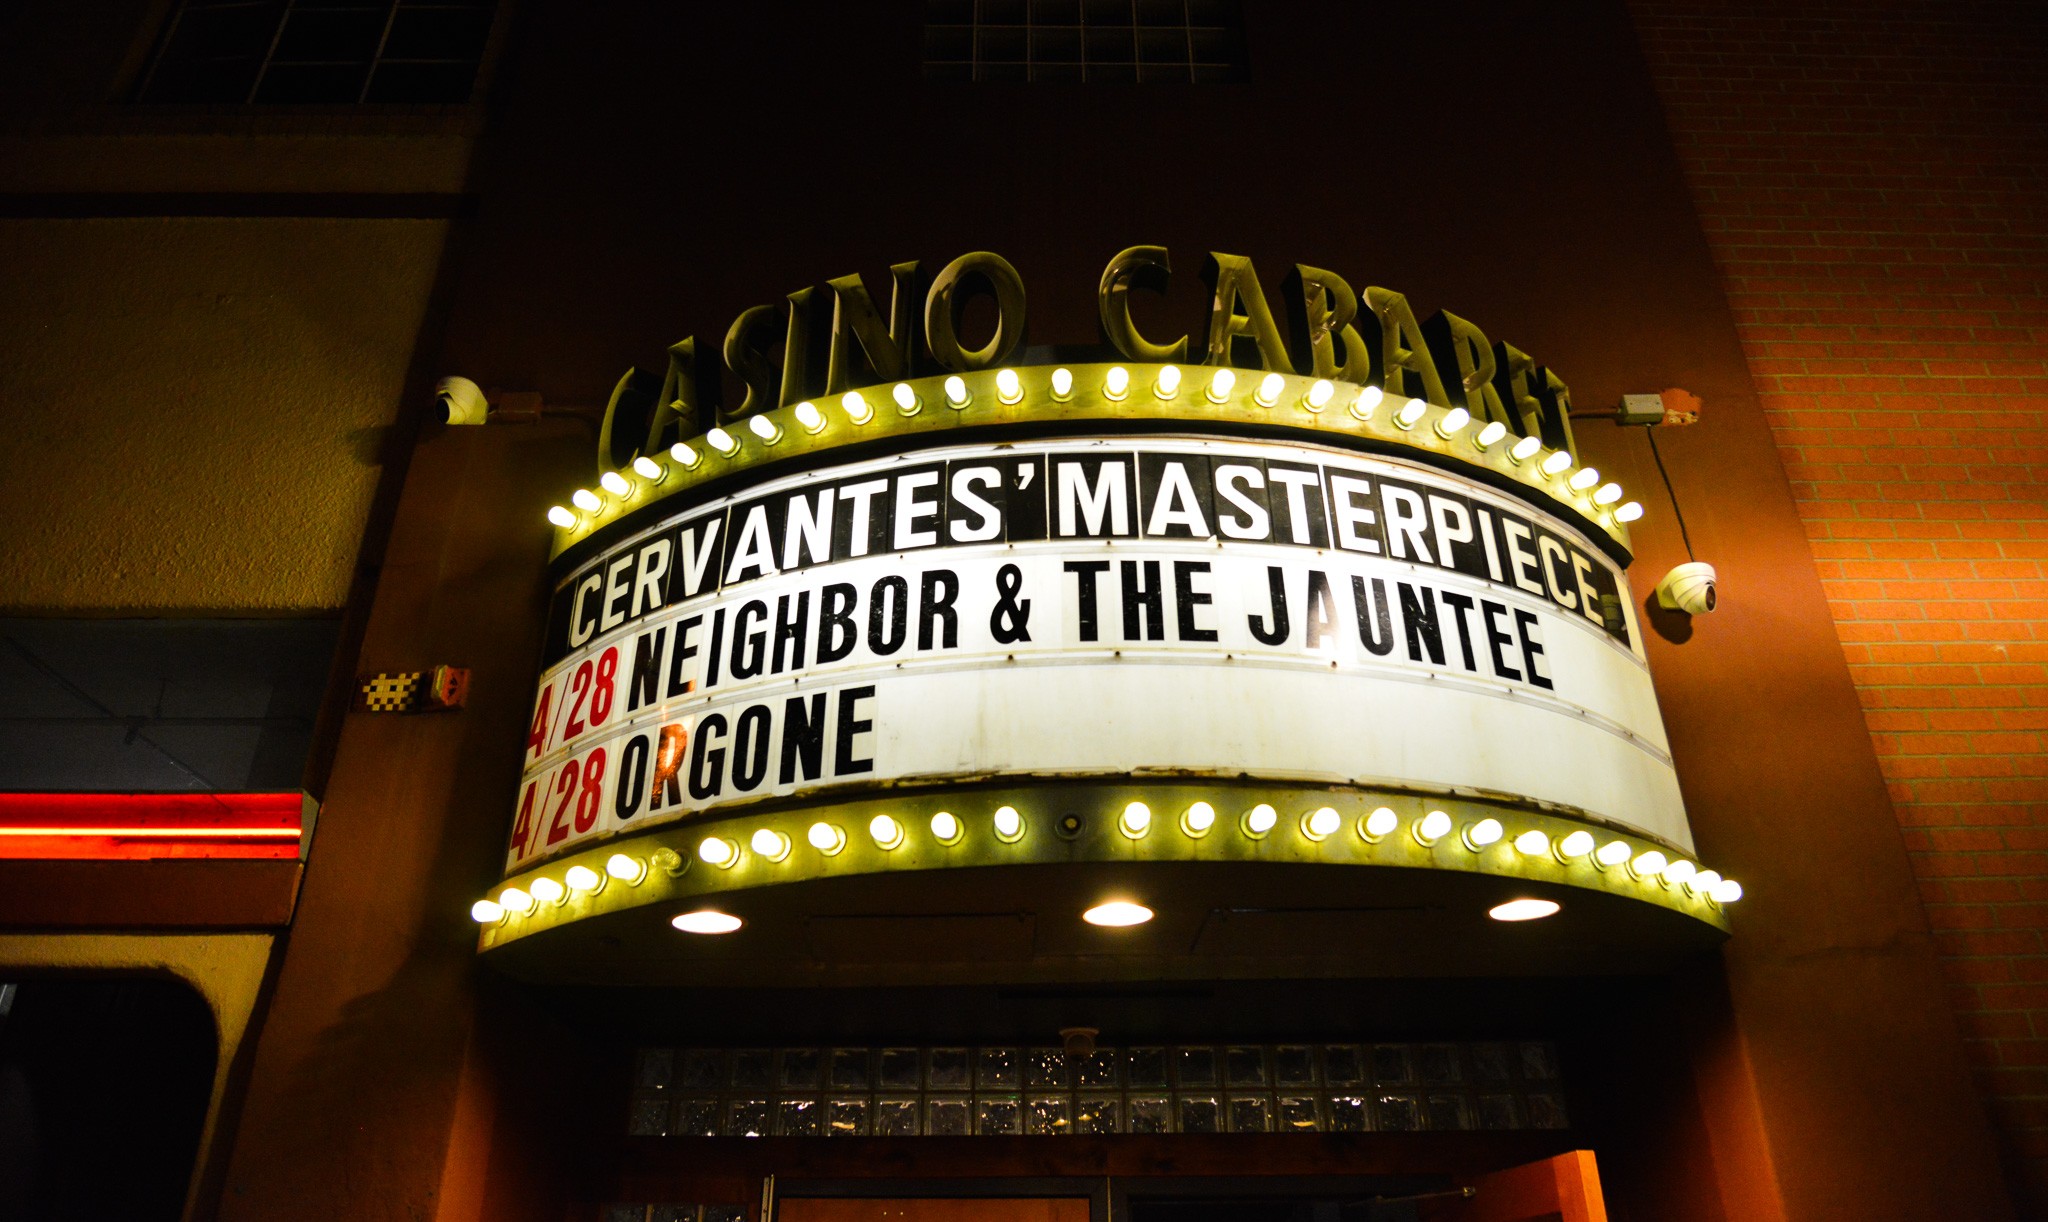 CASINO CABARET
CERVANTES' MASTERPIECE
4/28 NEIGHBOR & THE JAUNTEE
4/28 ORGONE